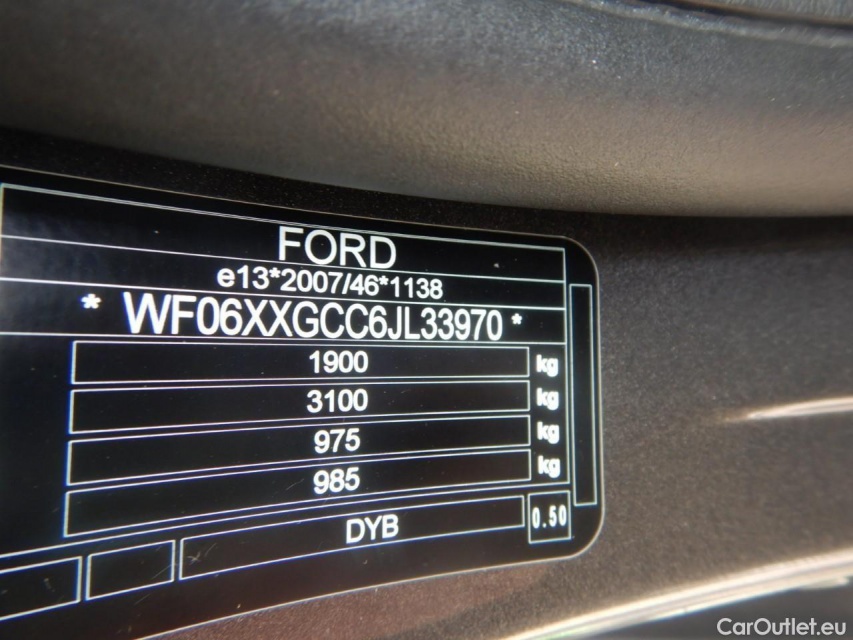 FORD
e13*2007/46*1138
* WF06XXGCC6JL33970 *
1900 kg
3100 kg
975 kg
985 kg
DYB 0.50
CarOutlet.eu